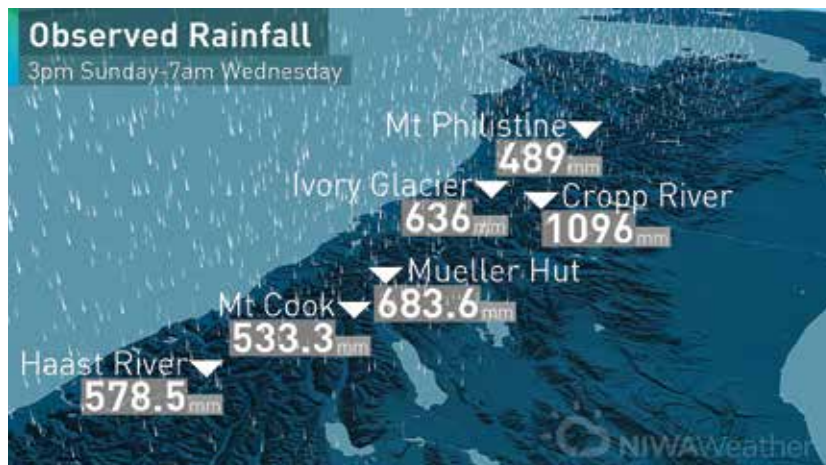 Observed Rainfall
3pm Sunday-7am Wednesday
Mt Philistine
489mm
Ivory Glacier
636mm
Cropp River
1096mm
Mueller Hut
683.6mm
Mt Cook
533.3mm
Haast River
578.5mm
NIWAWeather